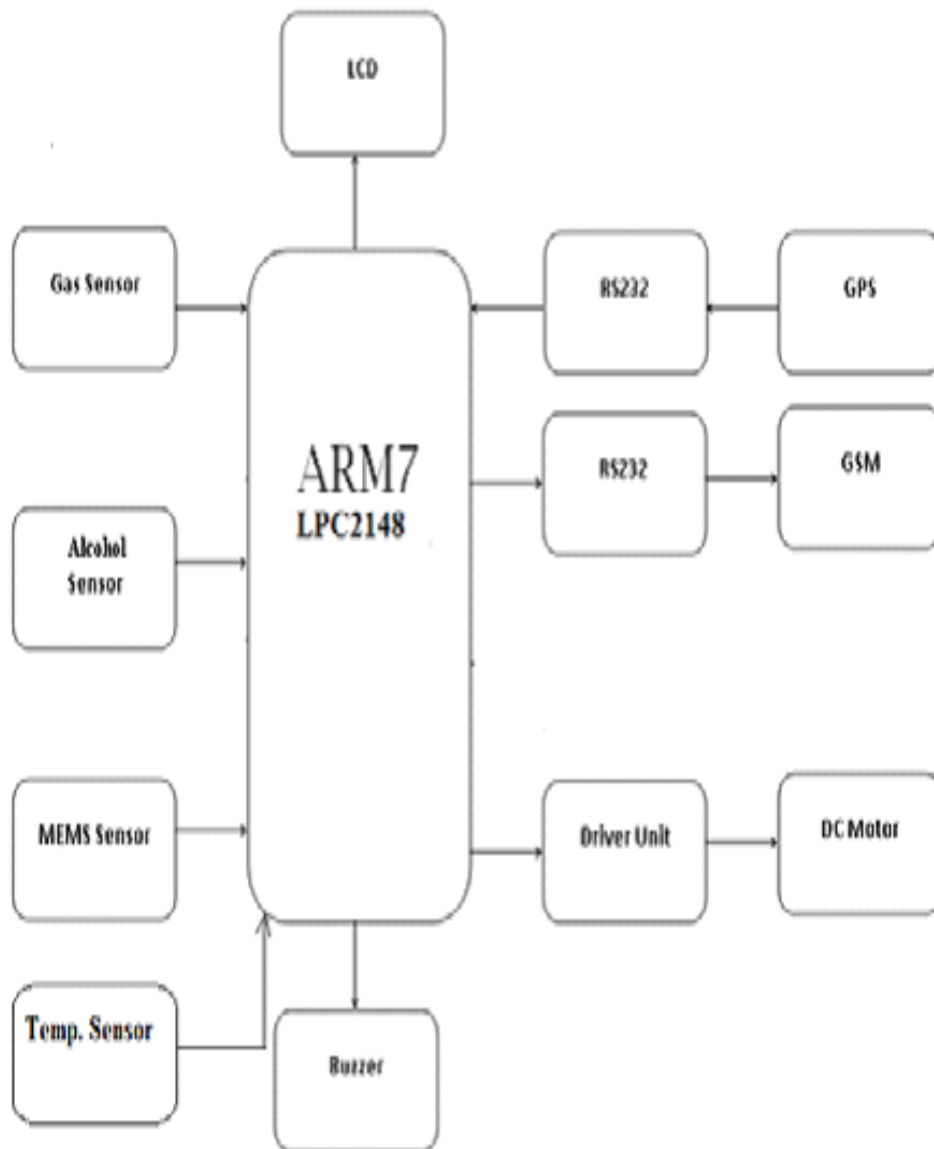 LCD
Gas Sensor
RS232
GPS
ARM7
LPC2148
RS232
GSM
Alcohol
Sensor
MEMS Sensor
Driver Unit
DC Motor
Temp. Sensor
Buzzer